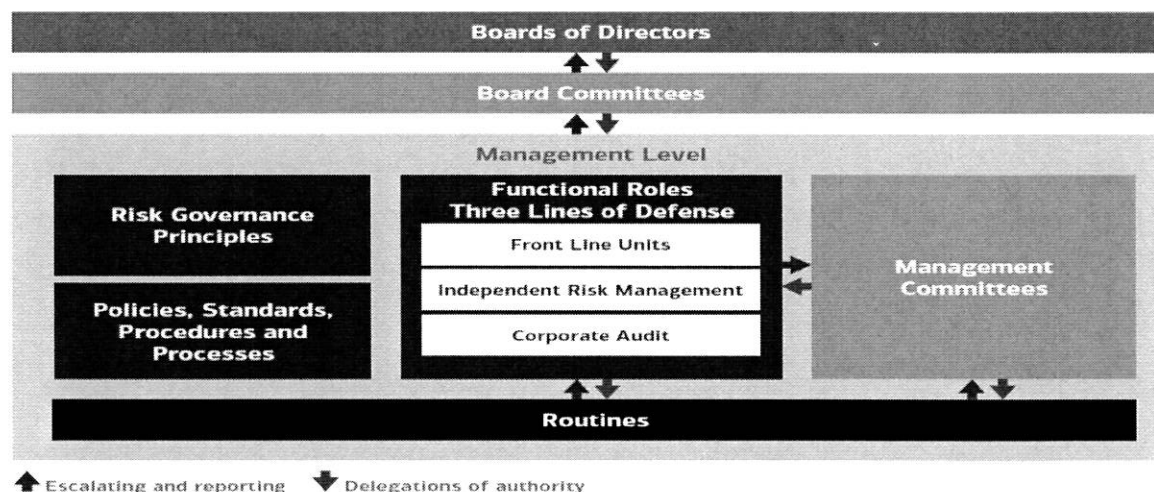 Boards of Directors
Board Committees
Management Level
Risk Governance
Principles
Policies, Standards,
Procedures and
Processes
Functional Roles
Three Lines of Defense
Front Line Units
Independent Risk Management
Corporate Audit
Management
Committees
Routines
Escalating and reporting
Delegations of authority